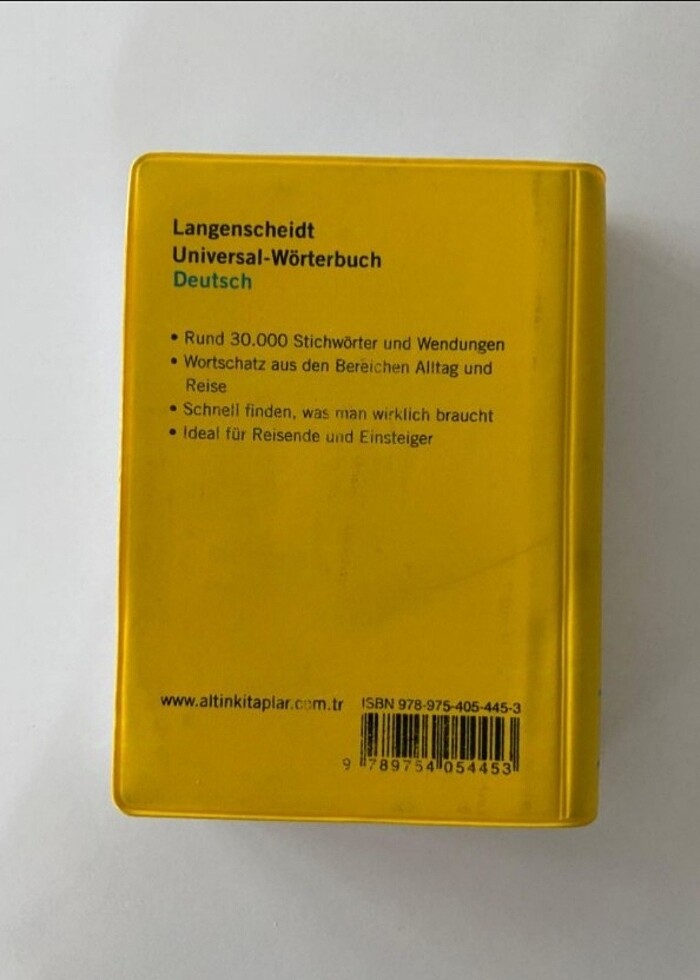 Langenscheidt
Universal-Wörterbuch
Deutsch
• Rund 30.000 Stichwörter und Wendungen
• Wortschatz aus den Bereichen Alltag und
Reise
• Schnell finden, was man wirklich braucht
• Ideal für Reisende und Einsteiger
www.altinkitaplar.com.tr
ISBN 978-975-405-445-3
9 789754 054453